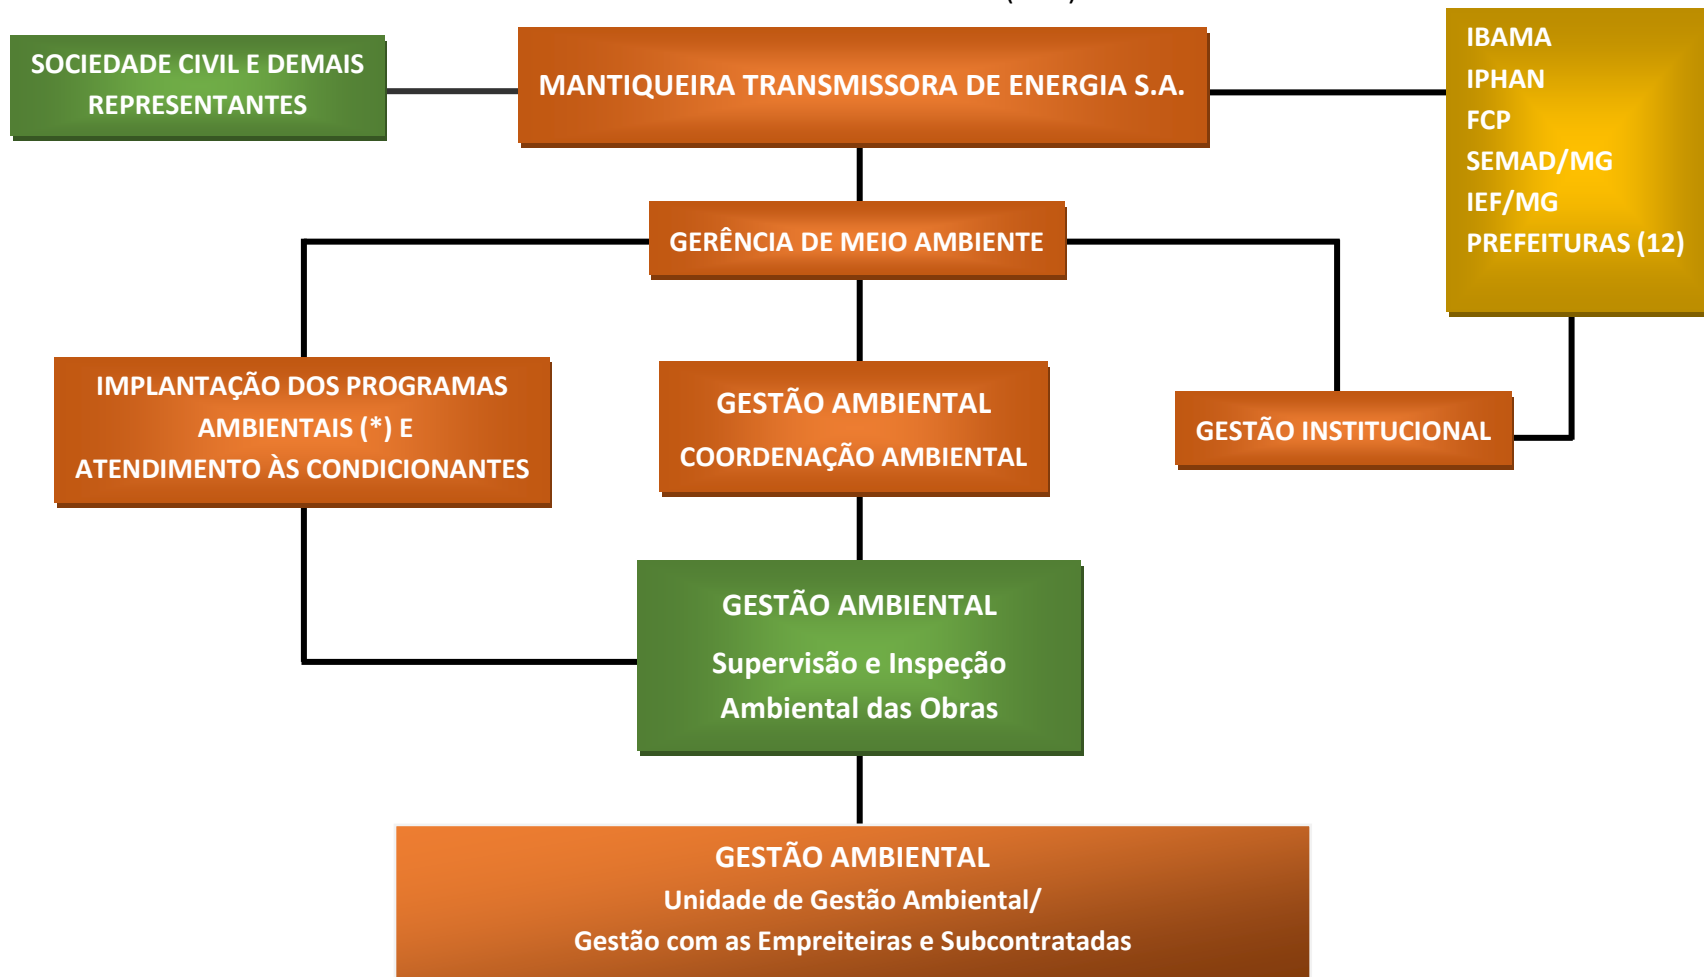 SOCIEDADE CIVIL E DEMAIS
REPRESENTANTES
MANTIQUEIRA TRANSMISSORA DE ENERGIA S.A.
IBAMA
IPHAN
FCP
SEMAD/MG
IEF/MG
PREFEITURAS (12)
GERÊNCIA DE MEIO AMBIENTE
IMPLANTAÇÃO DOS PROGRAMAS
AMBIENTAIS (*) E
ATENDIMENTO ÀS CONDICIONANTES
GESTÃO AMBIENTAL
COORDENAÇÃO AMBIENTAL
GESTÃO INSTITUCIONAL
GESTÃO AMBIENTAL
Supervisão e Inspeção
Ambiental das Obras
GESTÃO AMBIENTAL
Unidade de Gestão Ambiental/
Gestão com as Empreiteiras e Subcontratadas